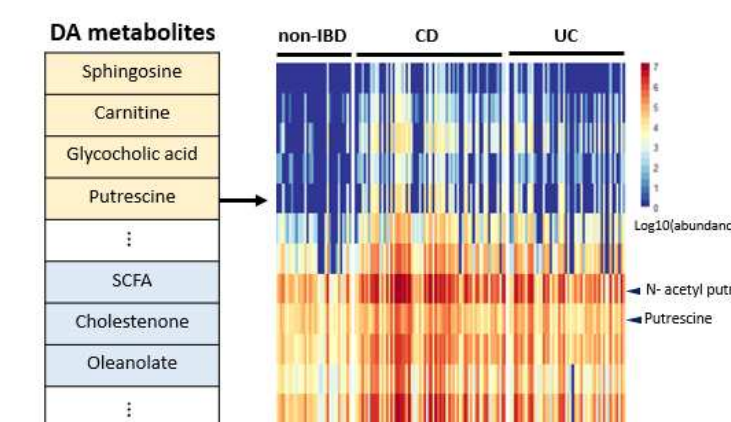 DA metabolites
non-IBD
CD
UC
Sphingosine
Carnitine
Glycocholic acid
Putrescine
⋮
SCFA
Cholestenone
Oleanolate
⋮
7
6
5
4
3
2
1
0
Log10(abundanc
N- acetyl putr
Putrescine